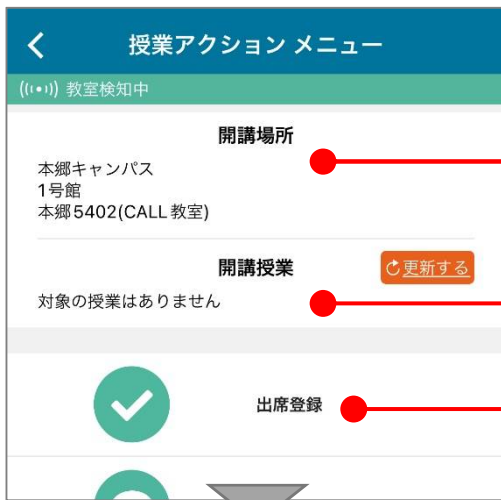 授業アクション メニュー
教室検知中
開講場所
本郷キャンパス
1号館
本郷5402(CALL教室)
開講授業
更新する
対象の授業はありません
出席登録